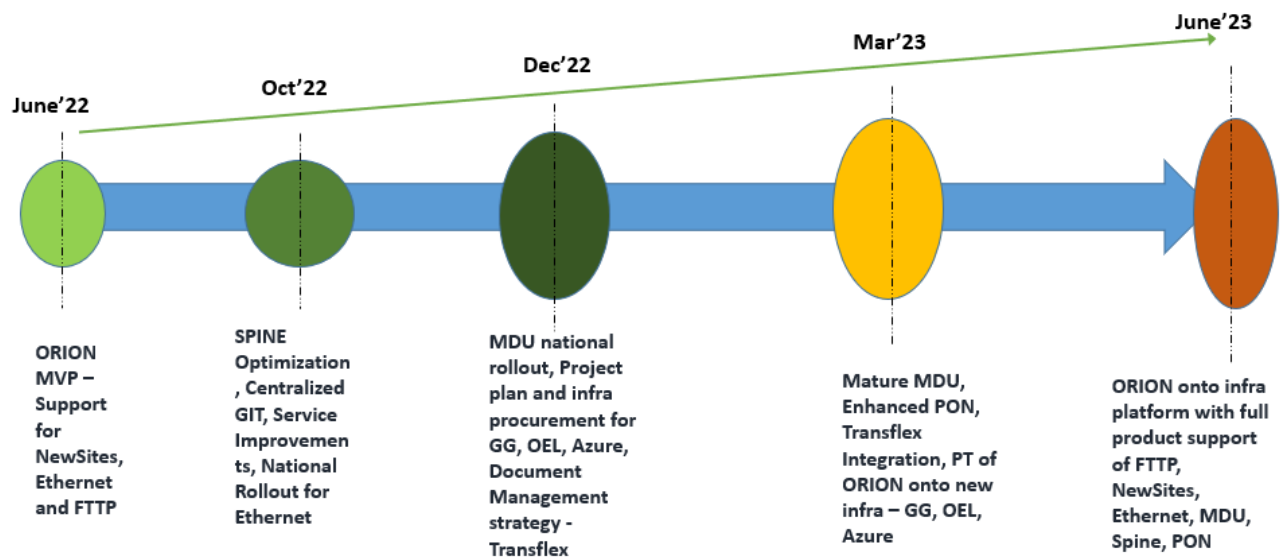 June’22
Oct’22
Dec’22
Mar’23
June’23
ORION
MVP –
Support
for
NewSites,
Ethernet
and FTTP
SPINE
Optimization
, Centralized
GIT, Service
Improvemen
ts, National
Rollout for
Ethernet
MDU national
rollout, Project
plan and infra
procurement for
GG, OEL, Azure,
Document
Management
strategy -
Transflex
Mature MDU,
Enhanced PON,
Transflex
Integration, PT of
ORION onto new
infra – GG, OEL,
Azure
ORION onto infra
platform with full
product support
of FTTP,
NewSites,
Ethernet, MDU,
Spine, PON